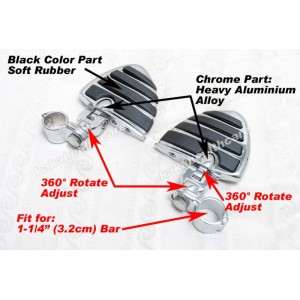 Black Color Part
Soft Rubber
Chrome Part:
Heavy Aluminium
Alloy
360° Rotate
Adjust
Fit for:
1-1/4" (3.2cm) Bar
360° Rotate
Adjust